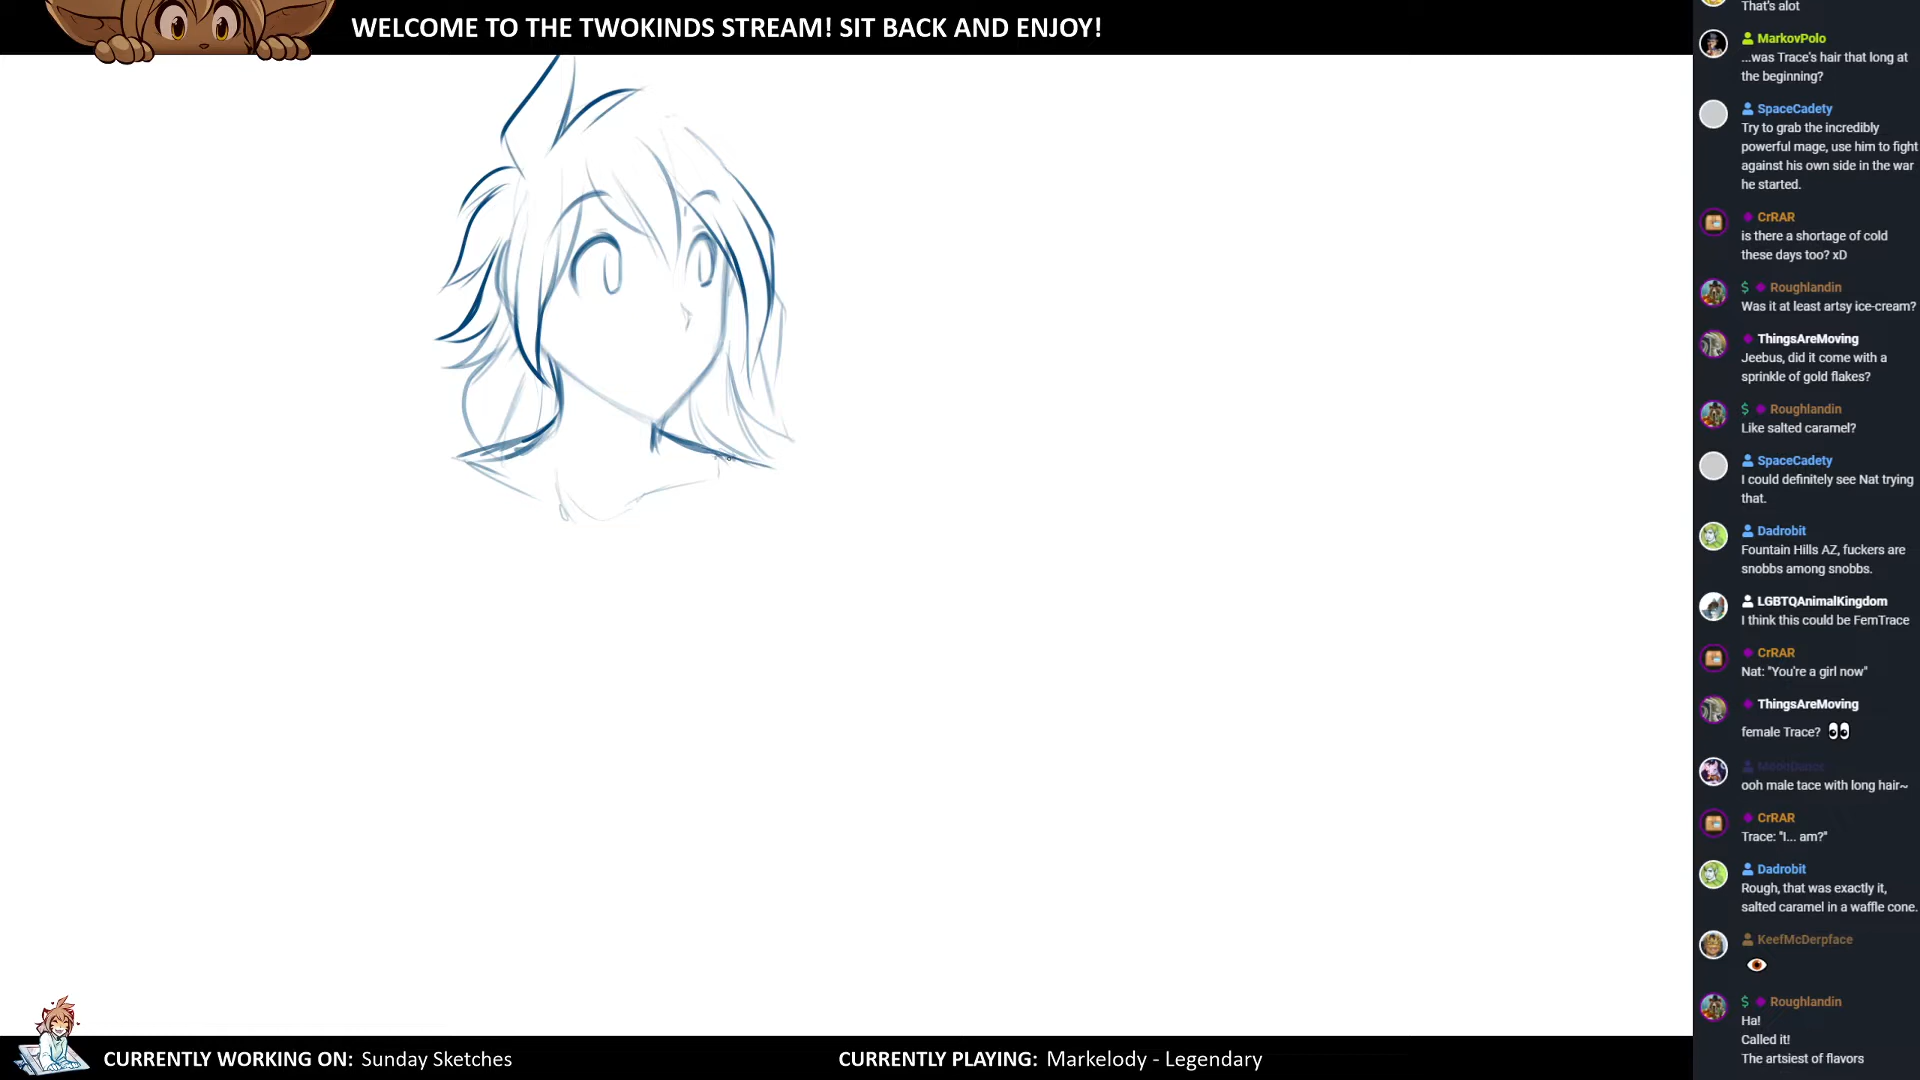 WELCOME TO THE TWOKINDS STREAM! SIT BACK AND ENJOY!
That's alot
MarkovPolo
...was Trace's hair that long at
the beginning?
SpaceCadety
Try to grab the incredibly
powerful mage, use him to fight
against his own side in the war
he started.
CrRAR
is there a shortage of cold
these days too? xD
$ Roughlandin
Was it at least artsy ice-cream?
ThingsAreMoving
Jeebus, did it come with a
sprinkle of gold flakes?
$ Roughlandin
Like salted caramel?
SpaceCadety
I could definitely see Nat trying
that.
Dadrobit
Fountain Hills AZ, fuckers are
snobbs among snobbs.
LGBTQAnimalKingdom
I think this could be FemTrace
CrRAR
Nat: "You're a girl now"
ThingsAreMoving
female Trace?
ooh male tace with long hair~
CrRAR
Trace: "I... am?"
Dadrobit
Rough, that was exactly it,
salted caramel in a waffle cone.
KeefMcDerpface
$ Roughlandin
Ha!
Called it!
The artsiest of flavors
CURRENTLY WORKING ON: Sunday Sketches
CURRENTLY PLAYING: Markelody - Legendary